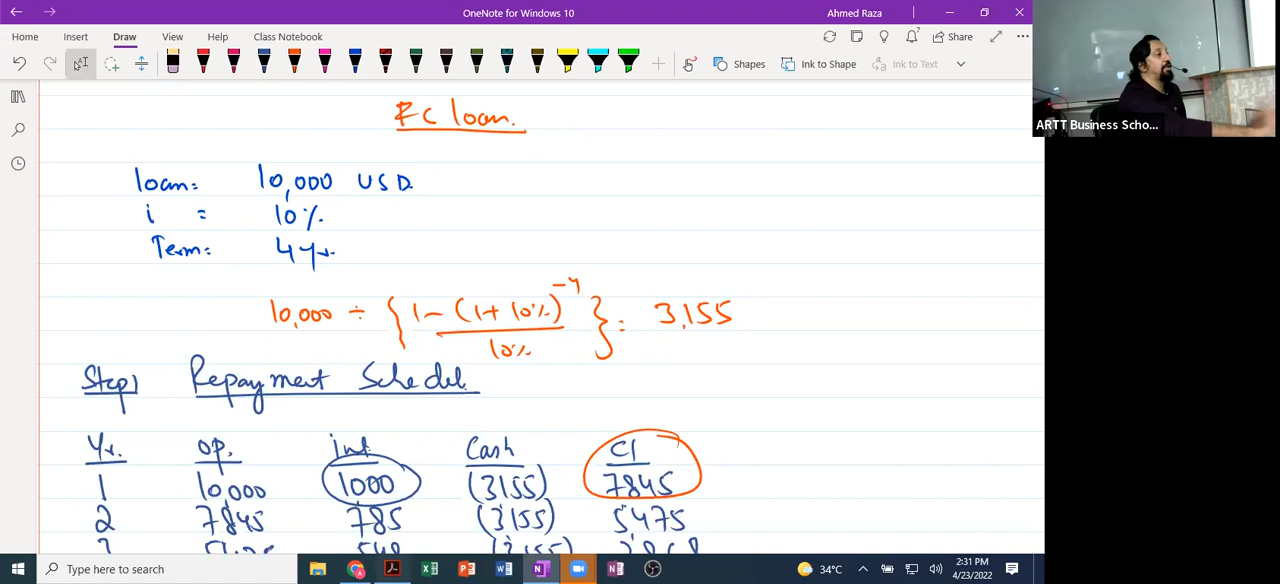 OneNote for Windows 10
Ahmed Raza
Home Insert Draw View Help Class Notebook
Share
Shapes Ink to Shape Ink to Text
ARTT Business Scho...
FC loan.
loan= 10,000 USD.
i = 10%
Term= 4 yr.
10,000 ÷ { 1 - (1 + 10%)^-4
10% } = 3,155
Step1 Repayment Schedel.
Yr. op. int. Cash Cl
1 10,000 1000 (3155) 7845
2 7845 785 (3155) 5475
Type here to search
34°C
2:31 PM
4/23/2022